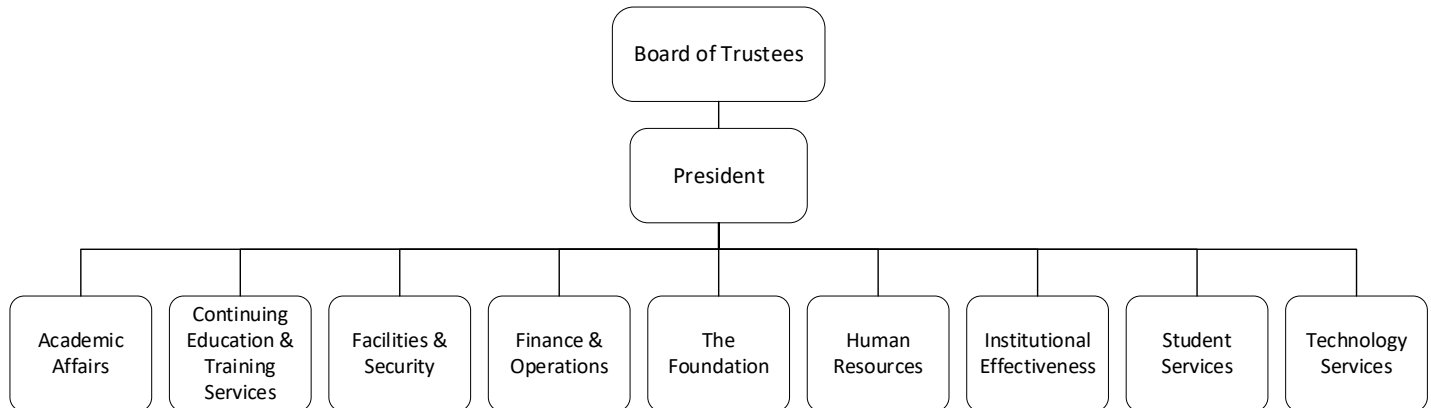 Board of Trustees
President
Academic
Affairs
Continuing
Education &
Training
Services
Facilities &
Security
Finance &
Operations
The
Foundation
Human
Resources
Institutional
Effectiveness
Student
Services
Technology
Services